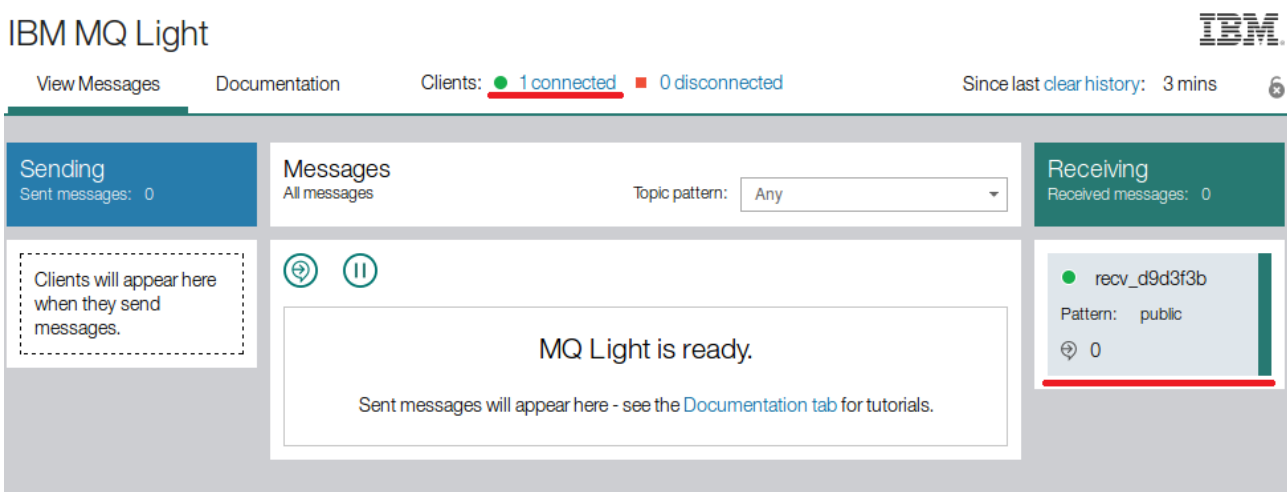 IBM MQ Light
IBM.
View Messages
Documentation
Clients: 1 connected 0 disconnected
Since last clear history: 3 mins
Sending
Sent messages: 0
Messages
All messages
Topic pattern: Any
Receiving
Received messages: 0
Clients will appear here
when they send
messages.
MQ Light is ready.
Sent messages will appear here - see the Documentation tab for tutorials.
recv_d9d3f3b
Pattern: public
0